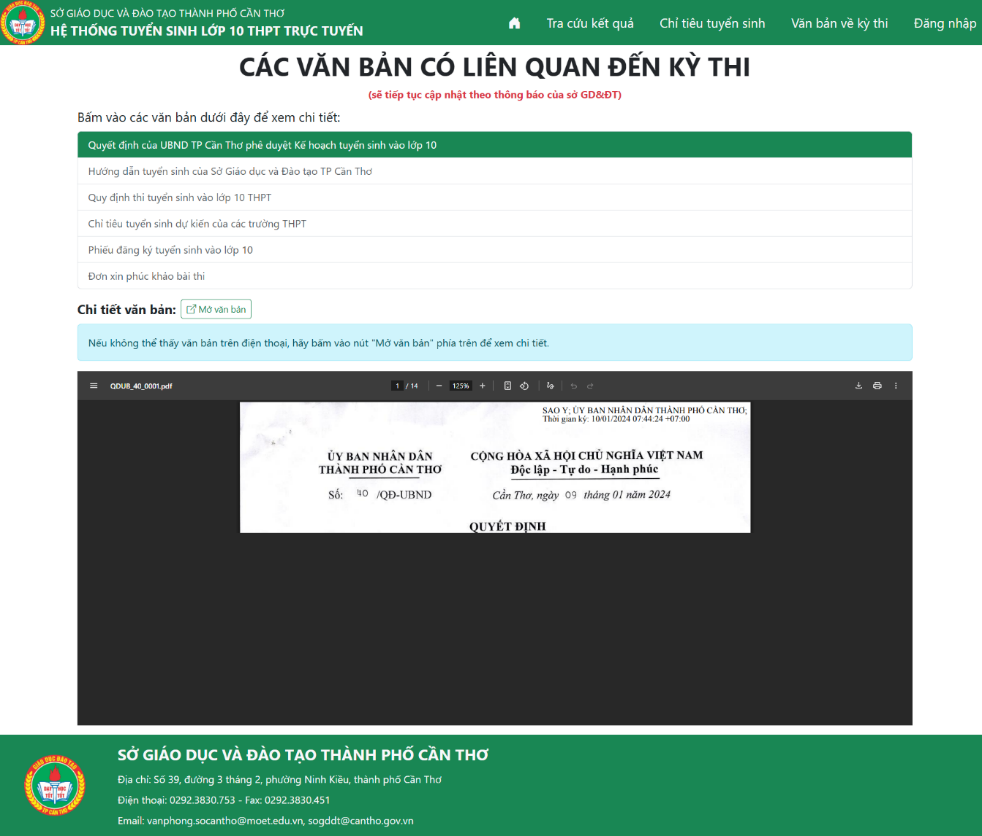 SỞ GIÁO DỤC VÀ ĐÀO TẠO THÀNH PHỐ CẦN THƠ
HỆ THỐNG TUYỂN SINH LỚP 10 THPT TRỰC TUYẾN
Tra cứu kết quả
Chỉ tiêu tuyển sinh
Văn bản về kỳ thi
Đăng nhập
CÁC VĂN BẢN CÓ LIÊN QUAN ĐẾN KỲ THI
(sẽ tiếp tục cập nhật theo thông báo của sở GD&ĐT)
Bấm vào các văn bản dưới đây để xem chi tiết:
Quyết định của UBND TP Cần Thơ phê duyệt Kế hoạch tuyển sinh vào lớp 10
Hướng dẫn tuyển sinh của Sở Giáo dục và Đào tạo TP Cần Thơ
Quy định thi tuyển sinh vào lớp 10 THPT
Chỉ tiêu tuyển sinh dự kiến của các trường THPT
Phiếu đăng ký tuyển sinh vào lớp 10
Đơn xin phúc khảo bài thi
Chi tiết văn bản: Mở văn bản
Nếu không thể thấy văn bản trên điện thoại, hãy bấm vào nút "Mở văn bản" phía trên để xem chi tiết.
QDUB_40_0001.pdf
1 / 14
125%
SAO Y; ỦY BAN NHÂN DÂN THÀNH PHỐ CẦN THƠ;
Thời gian ký: 10/01/2024 07:44:24 +07:00
ỦY BAN NHÂN DÂN
THÀNH PHỐ CẦN THƠ
Số: 40 /QĐ-UBND
CỘNG HÒA XÃ HỘI CHỦ NGHĨA VIỆT NAM
Độc lập - Tự do - Hạnh phúc
Cần Thơ, ngày 09 tháng 01 năm 2024
QUYẾT ĐỊNH
SỞ GIÁO DỤC VÀ ĐÀO TẠO THÀNH PHỐ CẦN THƠ
Địa chỉ: Số 39, đường 3 tháng 2, phường Ninh Kiều, thành phố Cần Thơ
Điện thoại: 0292.3830.753 - Fax: 0292.3830.451
Email: vanphong.socantho@moet.edu.vn, sogddt@cantho.gov.vn